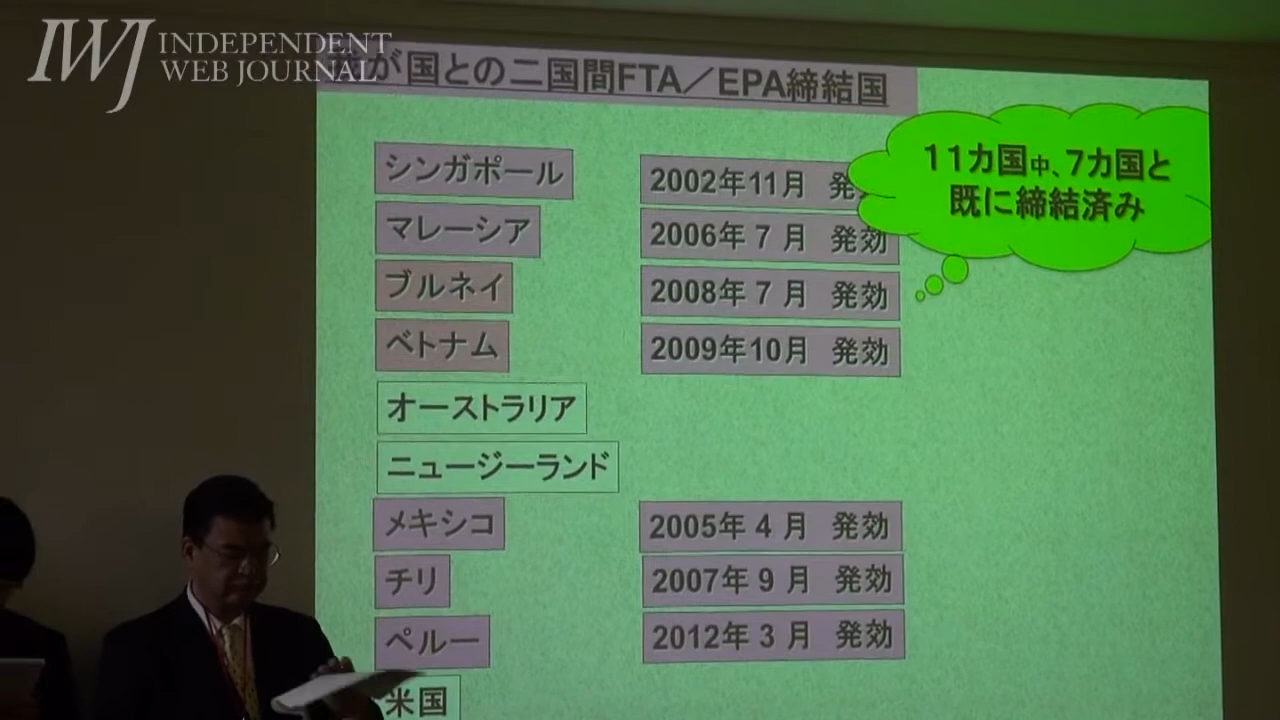 IWJ INDEPENDENT
WEB JOURNAL
が国との二国間FTA／EPA締結国
11カ国中、7カ国と
既に締結済み
シンガポール 2002年11月 発
マレーシア 2006年7月 発効
ブルネイ 2008年7月 発効
ベトナム 2009年10月 発効
オーストラリア
ニュージーランド
メキシコ 2005年4月 発効
チリ 2007年9月 発効
ペルー 2012年3月 発効
米国